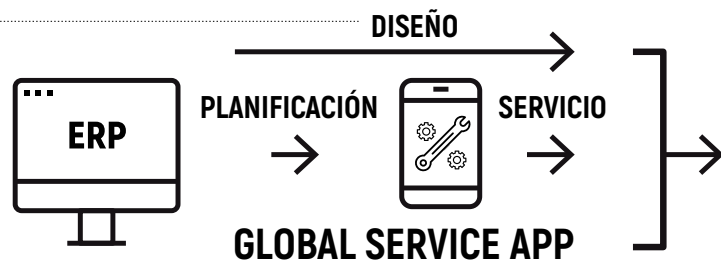 DISEÑO
ERP
PLANIFICACIÓN
SERVICIO
GLOBAL SERVICE APP